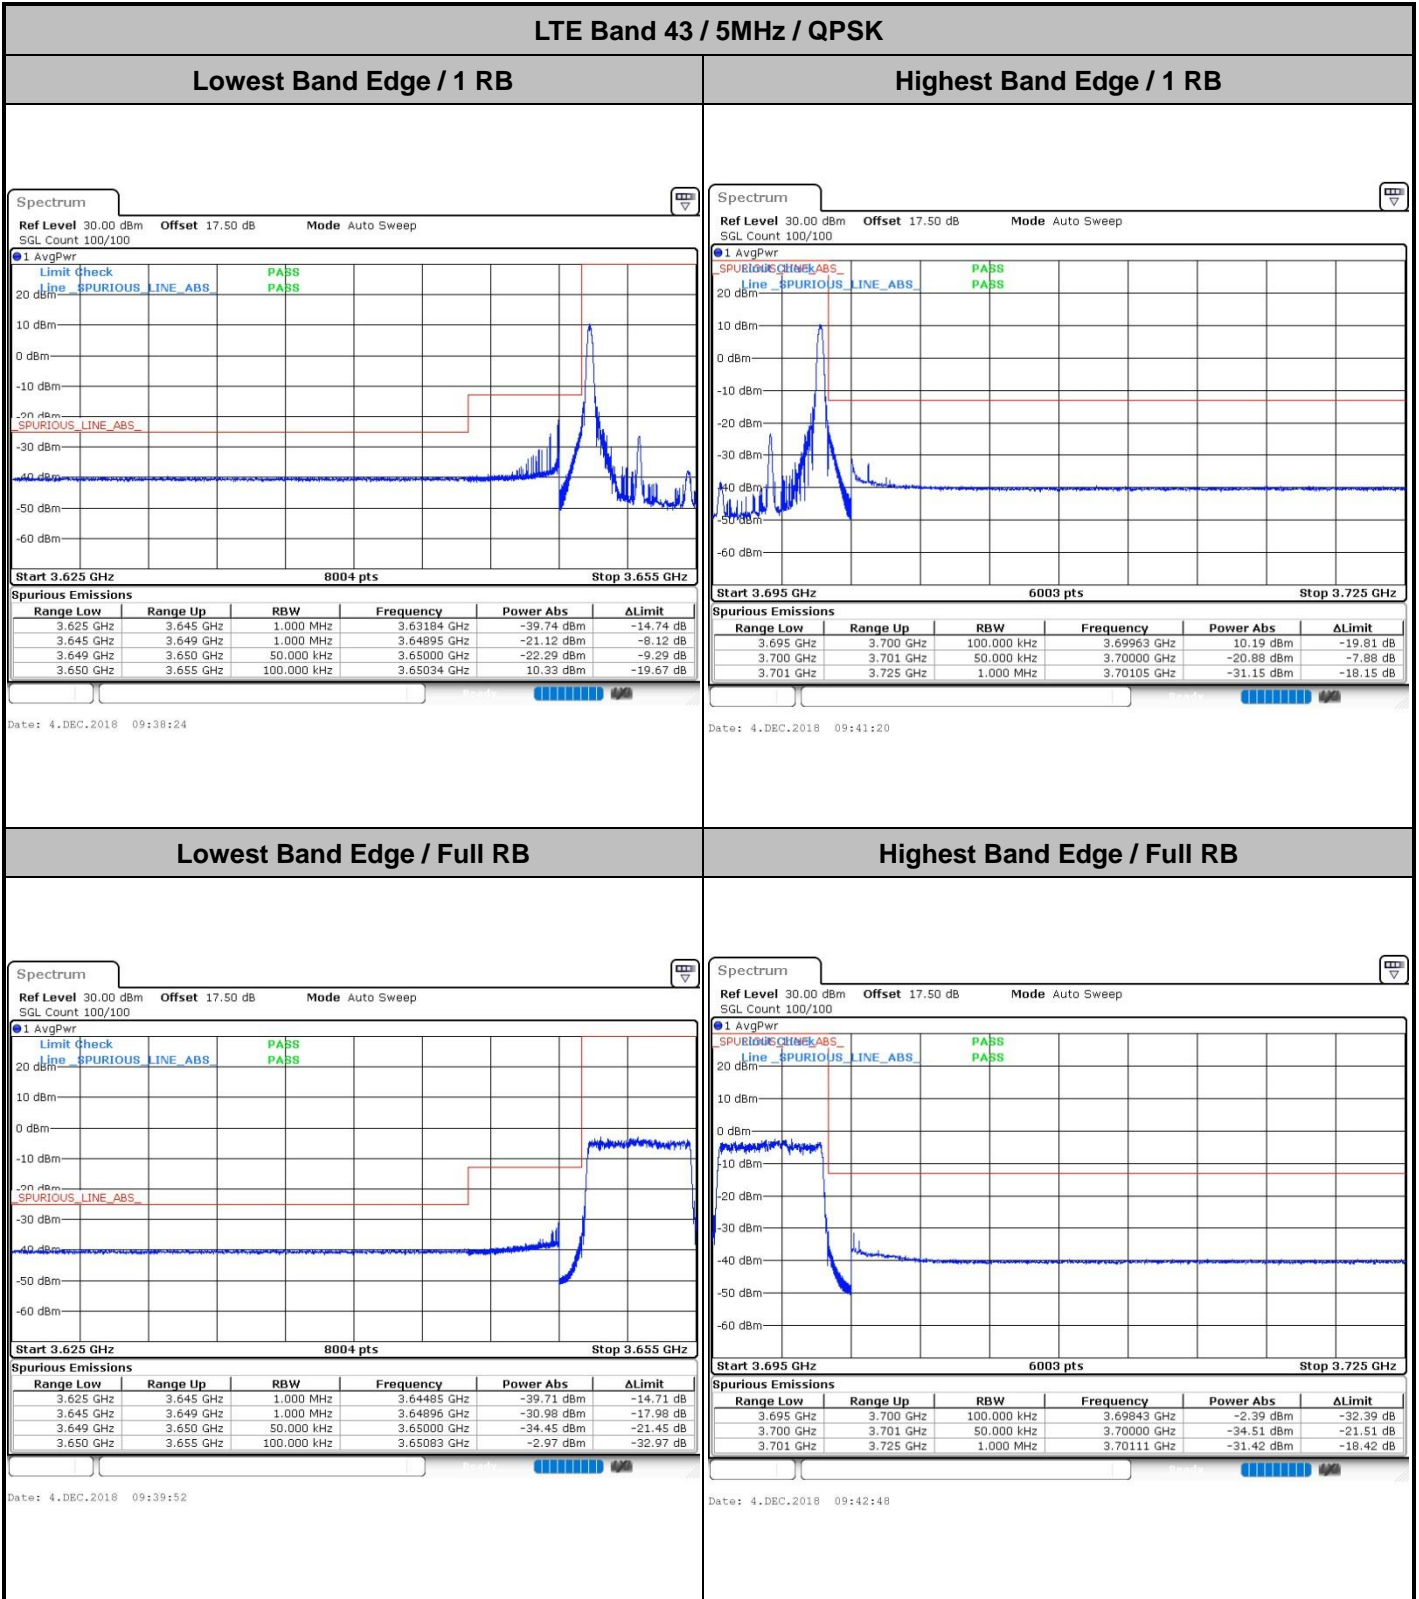 LTE Band 43 / 5MHz / QPSK
Lowest Band Edge / 1 RB
Highest Band Edge / 1 RB
Spectrum
Ref Level 30.00 dBm Offset 17.50 dB Mode Auto Sweep
SGL Count 100/100
1 AvgPwr
Limit Check PASS
Line _SPURIOUS_LINE_ABS_ PASS
20 dBm
10 dBm
0 dBm
-10 dBm
-20 dBm
_SPURIOUS_LINE_ABS_
-30 dBm
-40 dBm
-50 dBm
-60 dBm
Start 3.625 GHz 8004 pts Stop 3.655 GHz
Spurious Emissions
Range Low Range Up RBW Frequency Power Abs ΔLimit
3.625 GHz 3.645 GHz 1.000 MHz 3.63184 GHz -39.74 dBm -14.74 dB
3.645 GHz 3.649 GHz 1.000 MHz 3.64895 GHz -21.12 dBm -8.12 dB
3.649 GHz 3.650 GHz 50.000 kHz 3.65000 GHz -22.29 dBm -9.29 dB
3.650 GHz 3.655 GHz 100.000 kHz 3.65034 GHz 10.33 dBm -19.67 dB
Ready
Date: 4.DEC.2018 09:38:24
Spectrum
Ref Level 30.00 dBm Offset 17.50 dB Mode Auto Sweep
SGL Count 100/100
1 AvgPwr
_SPURIOUS_LINE_ABS_
Limit Check PASS
Line _SPURIOUS_LINE_ABS_ PASS
20 dBm
10 dBm
0 dBm
-10 dBm
-20 dBm
-30 dBm
-40 dBm
-50 dBm
-60 dBm
Start 3.695 GHz 6003 pts Stop 3.725 GHz
Spurious Emissions
Range Low Range Up RBW Frequency Power Abs ΔLimit
3.695 GHz 3.700 GHz 100.000 kHz 3.69963 GHz 10.19 dBm -19.81 dB
3.700 GHz 3.701 GHz 50.000 kHz 3.70000 GHz -20.88 dBm -7.88 dB
3.701 GHz 3.725 GHz 1.000 MHz 3.70105 GHz -31.15 dBm -18.15 dB
Date: 4.DEC.2018 09:41:20
Lowest Band Edge / Full RB
Highest Band Edge / Full RB
Spectrum
Ref Level 30.00 dBm Offset 17.50 dB Mode Auto Sweep
SGL Count 100/100
1 AvgPwr
Limit Check PASS
Line _SPURIOUS_LINE_ABS_ PASS
20 dBm
10 dBm
0 dBm
-10 dBm
-20 dBm
_SPURIOUS_LINE_ABS_
-30 dBm
-40 dBm
-50 dBm
-60 dBm
Start 3.625 GHz 8004 pts Stop 3.655 GHz
Spurious Emissions
Range Low Range Up RBW Frequency Power Abs ΔLimit
3.625 GHz 3.645 GHz 1.000 MHz 3.64485 GHz -39.71 dBm -14.71 dB
3.645 GHz 3.649 GHz 1.000 MHz 3.64896 GHz -30.98 dBm -17.98 dB
3.649 GHz 3.650 GHz 50.000 kHz 3.65000 GHz -34.45 dBm -21.45 dB
3.650 GHz 3.655 GHz 100.000 kHz 3.65083 GHz -2.97 dBm -32.97 dB
Ready
Date: 4.DEC.2018 09:39:52
Spectrum
Ref Level 30.00 dBm Offset 17.50 dB Mode Auto Sweep
SGL Count 100/100
1 AvgPwr
_SPURIOUS_LINE_ABS_
Limit Check PASS
Line _SPURIOUS_LINE_ABS_ PASS
20 dBm
10 dBm
0 dBm
-10 dBm
-20 dBm
-30 dBm
-40 dBm
-50 dBm
-60 dBm
Start 3.695 GHz 6003 pts Stop 3.725 GHz
Spurious Emissions
Range Low Range Up RBW Frequency Power Abs ΔLimit
3.695 GHz 3.700 GHz 100.000 kHz 3.69843 GHz -2.39 dBm -32.39 dB
3.700 GHz 3.701 GHz 50.000 kHz 3.70000 GHz -34.51 dBm -21.51 dB
3.701 GHz 3.725 GHz 1.000 MHz 3.70111 GHz -31.42 dBm -18.42 dB
Date: 4.DEC.2018 09:42:48